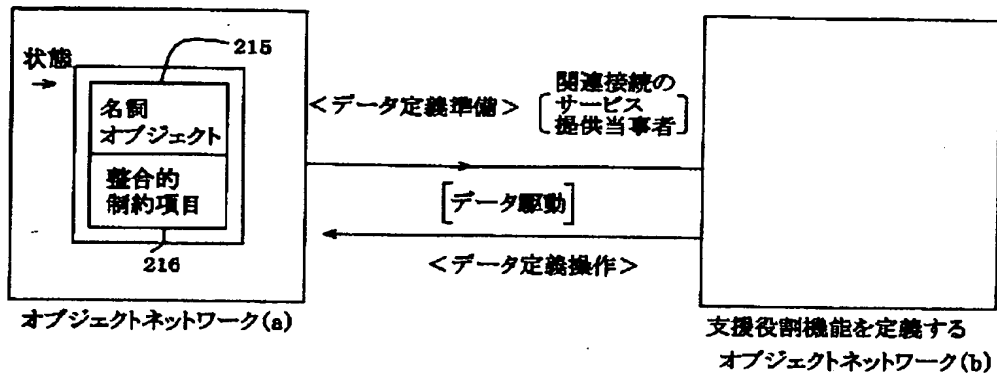 状態
215
名詞
オブジェクト
整合的
制約項目
216
オブジェクトネットワーク(a)
<データ定義準備>
関連接続の
サービス
提供当事者
[データ駆動]
<データ定義操作>
支援役割機能を定義する
オブジェクトネットワーク(b)